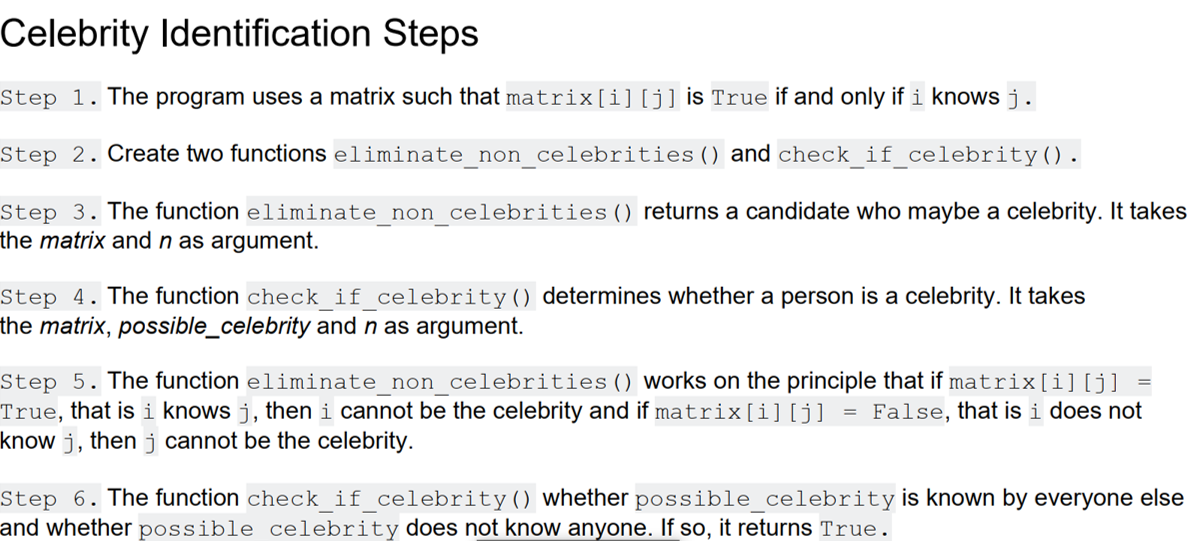 Celebrity Identification Steps
Step 1. The program uses a matrix such that matrix[i][j] is True if and only if i knows j.
Step 2. Create two functions eliminate_non_celebrities() and check_if_celebrity().
Step 3. The function eliminate_non_celebrities() returns a candidate who maybe a celebrity. It takes
the matrix and n as argument.
Step 4. The function check_if_celebrity() determines whether a person is a celebrity. It takes
the matrix, possible_celebrity and n as argument.
Step 5. The function eliminate_non_celebrities() works on the principle that if matrix[i][j] =
True, that is i knows j, then i cannot be the celebrity and if matrix[i][j] = False, that is i does not
know j, then j cannot be the celebrity.
Step 6. The function check_if_celebrity() whether possible_celebrity is known by everyone else
and whether possible celebrity does not know anyone. If so, it returns True.